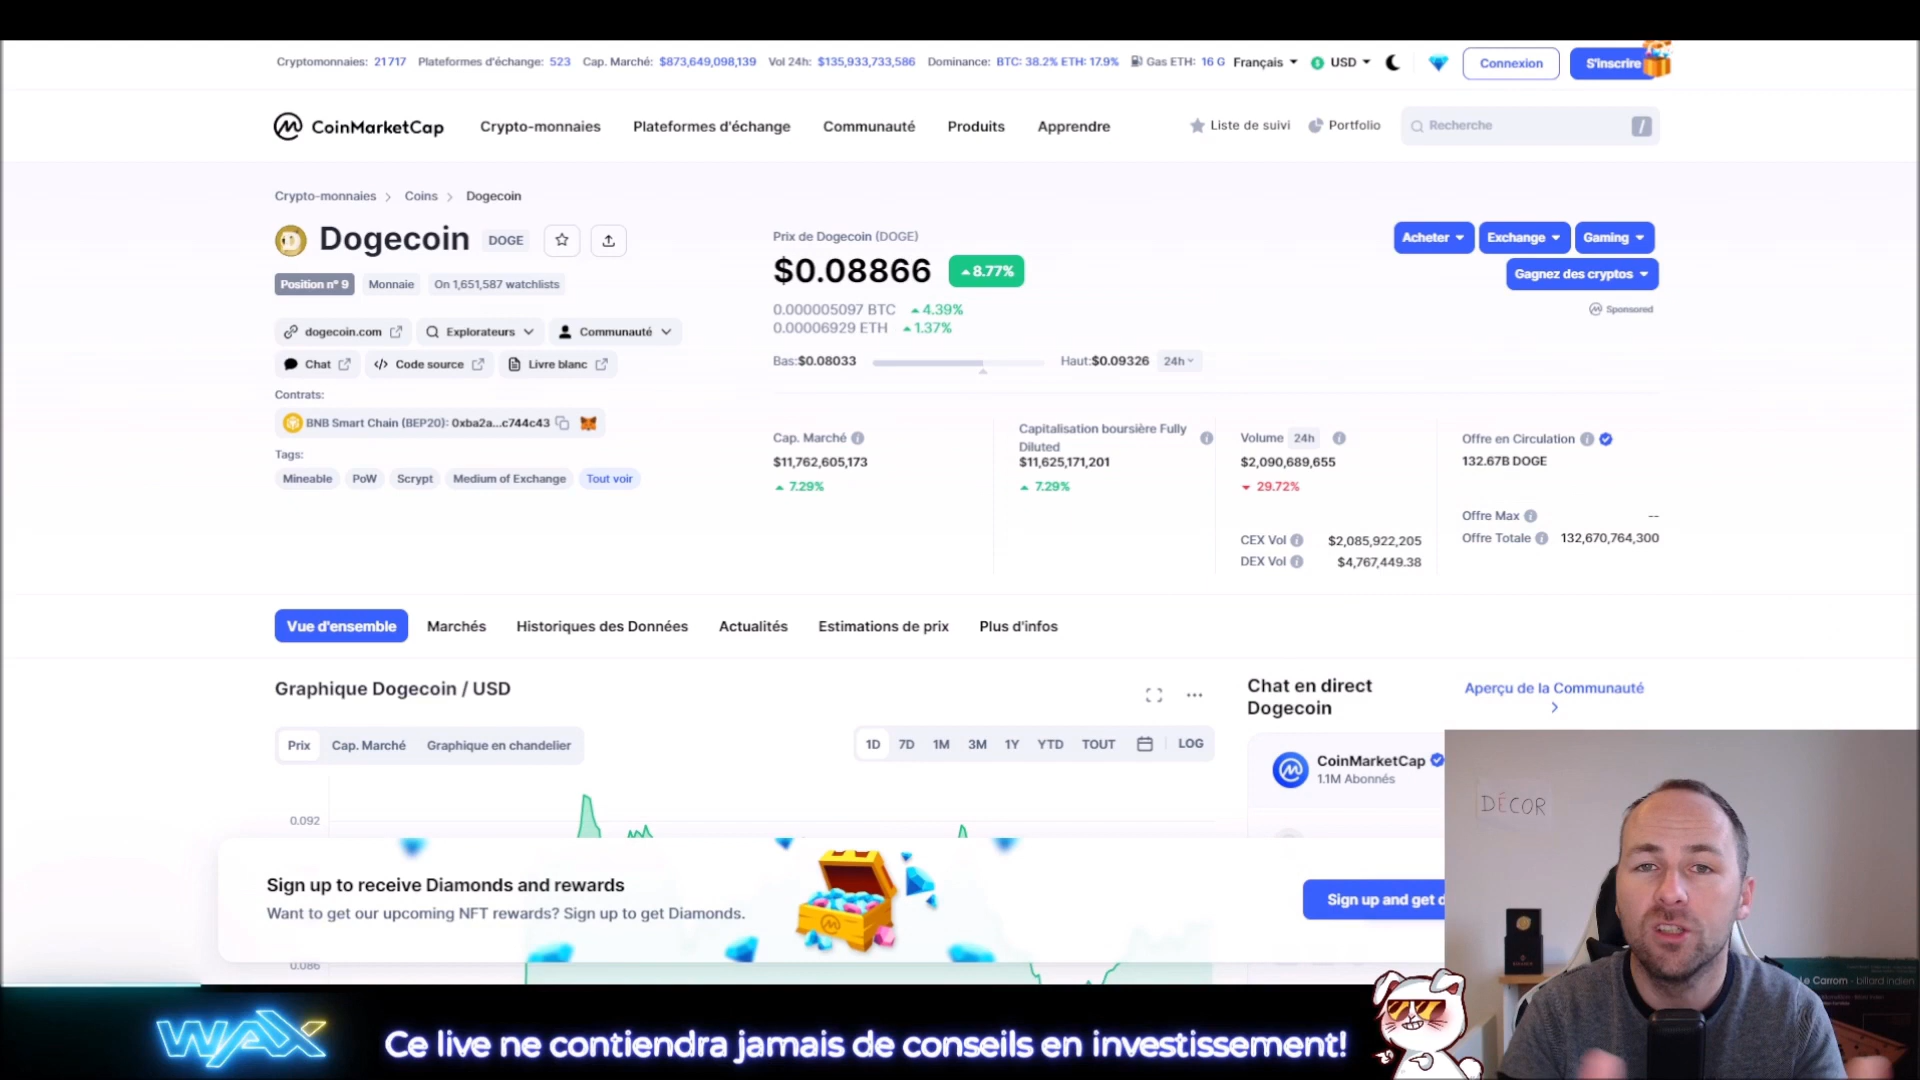 Cryptomonnaies: 21717 Plateformes d'échange: 523 Cap. Marché: $873,649,098,139 Vol 24h: $135,933,733,586 Dominance: BTC: 38.2% ETH: 17.9% Gas ETH: 16 G Français USD Connexion S'inscrire
CoinMarketCap Crypto-monnaies Plateformes d'échange Communauté Produits Apprendre Liste de suivi Portfolio Recherche /
Crypto-monnaies > Coins > Dogecoin
Dogecoin DOGE
Position n° 9 Monnaie On 1,651,587 watchlists
dogecoin.com Explorateurs Communauté
Chat Code source Livre blanc
Contrats:
BNB Smart Chain (BEP20): 0xba2a...c744c43
Tags:
Mineable PoW Scrypt Medium of Exchange Tout voir
Prix de Dogecoin (DOGE)
$0.08866 8.77%
0.000005097 BTC 4.39%
0.00006929 ETH 1.37%
Bas:$0.08033 Haut:$0.09326 24h
Acheter Exchange Gaming
Gagnez des cryptos
Sponsored
Cap. Marché
$11,762,605,173
7.29%
Capitalisation boursière Fully
Diluted
$11,625,171,201
7.29%
Volume 24h
$2,090,689,655
29.72%
CEX Vol $2,085,922,205
DEX Vol $4,767,449.38
Offre en Circulation
132.67B DOGE
Offre Max --
Offre Totale 132,670,764,300
Vue d'ensemble Marchés Historiques des Données Actualités Estimations de prix Plus d'infos
Graphique Dogecoin / USD
Prix Cap. Marché Graphique en chandelier 1D 7D 1M 3M 1Y YTD TOUT LOG
0.092
0.086
Chat en direct
Dogecoin
Aperçu de la Communauté
>
CoinMarketCap
1.1M Abonnés
Sign up to receive Diamonds and rewards
Want to get our upcoming NFT rewards? Sign up to get Diamonds.
Sign up and get d
DÉCOR
Le Carrom - billard indien
WAX
Ce live ne contiendra jamais de conseils en investissement!